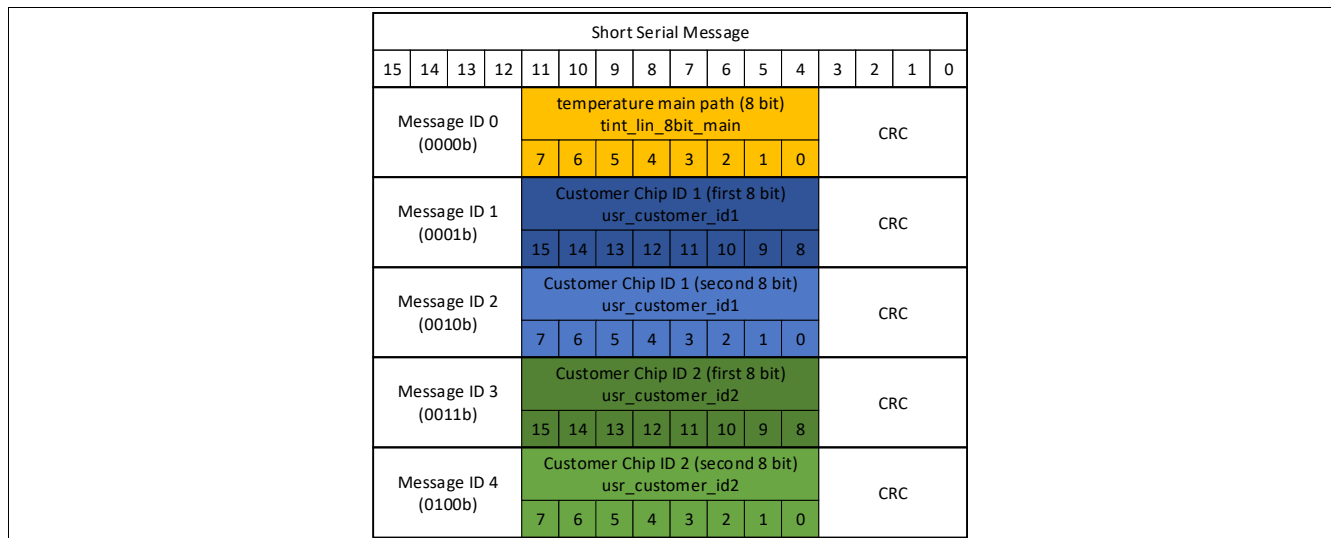 Short Serial Message
15 14 13 12 11 10 9 8 7 6 5 4 3 2 1 0
Message ID 0
(0000b)
temperature main path (8 bit)
tint_lin_8bit_main
7 6 5 4 3 2 1 0
CRC
Message ID 1
(0001b)
Customer Chip ID 1 (first 8 bit)
usr_customer_id1
15 14 13 12 11 10 9 8
CRC
Message ID 2
(0010b)
Customer Chip ID 1 (second 8 bit)
usr_customer_id1
7 6 5 4 3 2 1 0
CRC
Message ID 3
(0011b)
Customer Chip ID 2 (first 8 bit)
usr_customer_id2
15 14 13 12 11 10 9 8
CRC
Message ID 4
(0100b)
Customer Chip ID 2 (second 8 bit)
usr_customer_id2
7 6 5 4 3 2 1 0
CRC